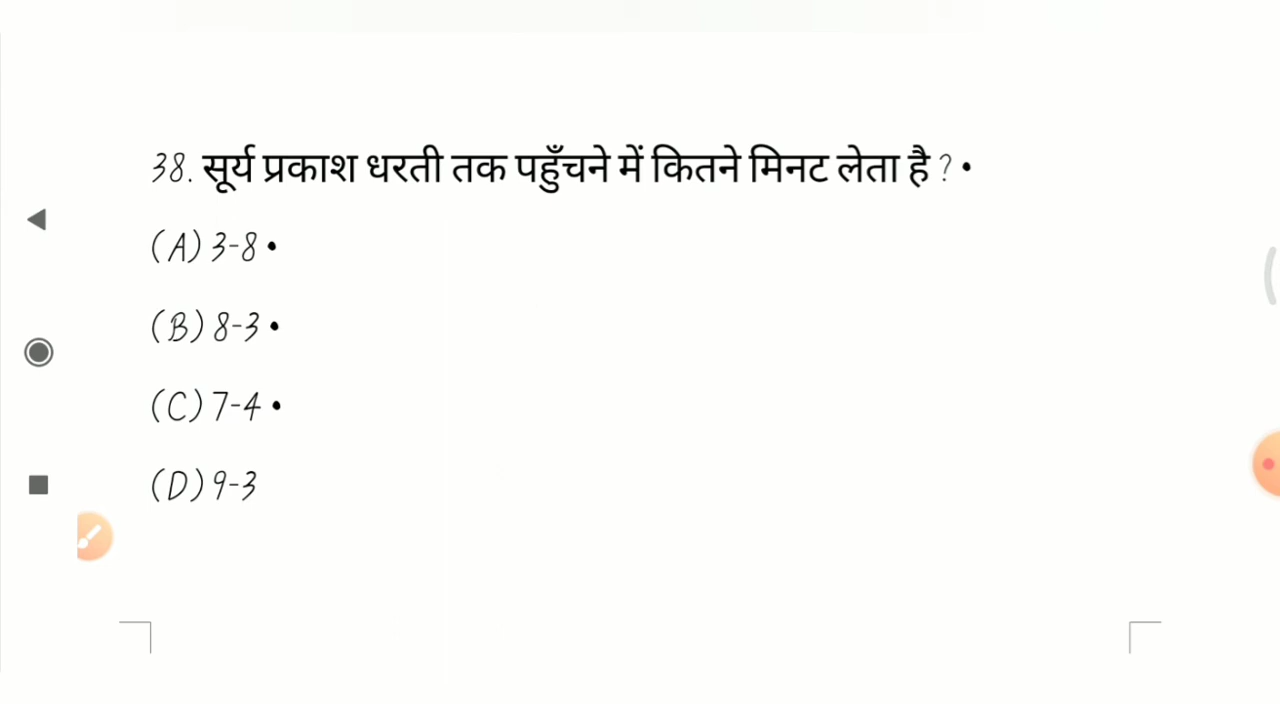 38. सूर्य प्रकाश धरती तक पहुँचने में कितने मिनट लेता है ? •
(A) 3-8 •
(B) 8-3 •
(C) 7-4 •
(D) 9-3